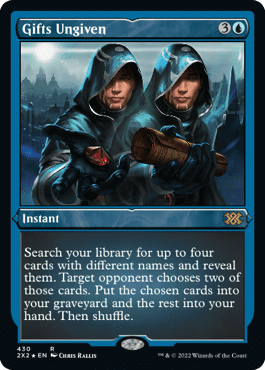 Gifts Ungiven 3
Instant
Search your library for up to four
cards with different names and reveal
them. Target opponent chooses two of
those cards. Put the chosen cards into
your graveyard and the rest into your
hand. Then shuffle.
430 R
2X2 ★ EN Chris Rallis ™ & © 2022 Wizards of the Coast